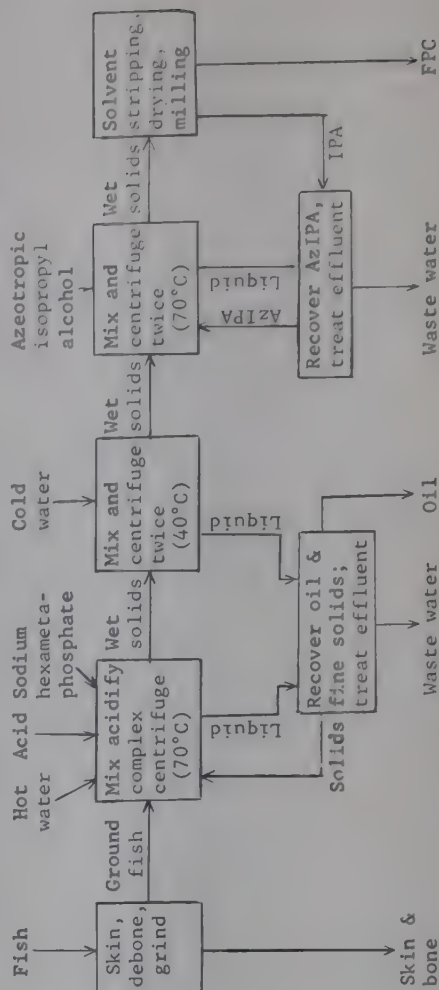 Fish
Skin,
debone,
grind
Skin &
bone
Ground
fish
Hot
water
Acid
Sodium
hexameta-
phosphate
Mix acidify
complex
centrifuge
(70°C)
Liquid
Solids
Wet
solids
Cold
water
Mix and
centrifuge
twice
(40°C)
Liquid
Recover oil &
fine solids;
treat effluent
Waste water
Oil
Wet
solids
Azeotropic
isopropyl
alcohol
Mix and
centrifuge
twice
(70°C)
AzIPA
Liquid
Recover AzIPA,
treat effluent
Waste water
Wet
solids
Solvent
stripping,
drying,
milling
IPA
FPC